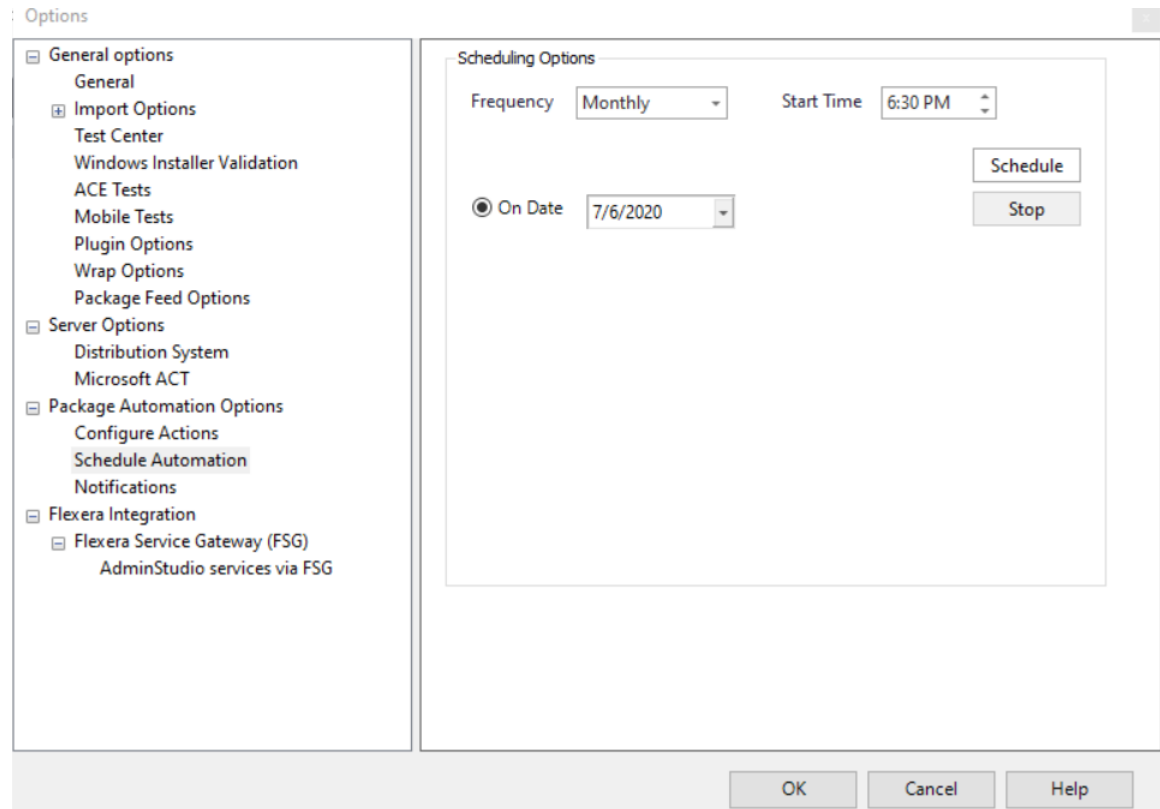 Options
General options
General
Import Options
Test Center
Windows Installer Validation
ACE Tests
Mobile Tests
Plugin Options
Wrap Options
Package Feed Options
Server Options
Distribution System
Microsoft ACT
Package Automation Options
Configure Actions
Schedule Automation
Notifications
Flexera Integration
Flexera Service Gateway (FSG)
AdminStudio services via FSG
Scheduling Options
Frequency Monthly Start Time 6:30 PM
Schedule
On Date 7/6/2020 Stop
OK Cancel Help